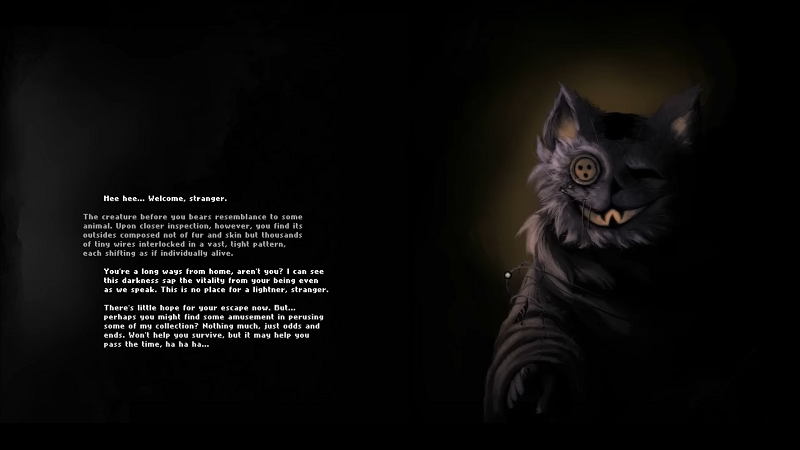 Hee hee... Welcome, stranger.
The creature before you bears resemblance to some
animal. Upon closer inspection, however, you find its
outsides composed not of fur and skin but thousands
of tiny wires interlocked in a vast, tight pattern,
each shifting as if individually alive.
You're a long ways from home, aren't you? I can see
this darkness sap the vitality from your being even
as we speak. This is no place for a lightner, stranger.
There's little hope for your escape now. But...
perhaps you might find some amusement in perusing
some of my collection? Nothing much, just odds and
ends. Won't help you survive, but it may help you
pass the time, ha ha ha...